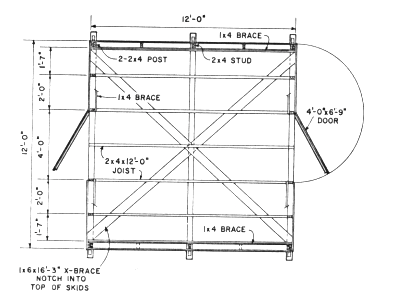 12'-0"
1x4 BRACE
2-2x4 POST
2x4 STUD
1'-7"
2'-0"
1x4 BRACE
4'-0"x6'-9"
DOOR
12'-0"
4'-0"
2x4x12'-0"
JOIST
2'-0"
1x4 BRACE
1'-7"
1x6x16'-3" X-BRACE
NOTCH INTO
TOP OF SKIDS